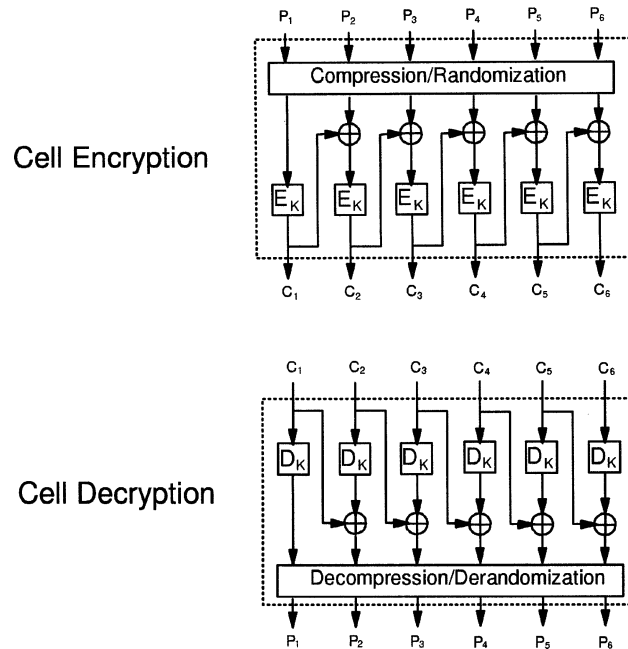 P1 P2 P3 P4 P5 P6
Compression/Randomization
Cell Encryption
EK EK EK EK EK EK
C1 C2 C3 C4 C5 C6
C1 C2 C3 C4 C5 C6
DK DK DK DK DK DK
Cell Decryption
Decompression/Derandomization
P1 P2 P3 P4 P5 P6